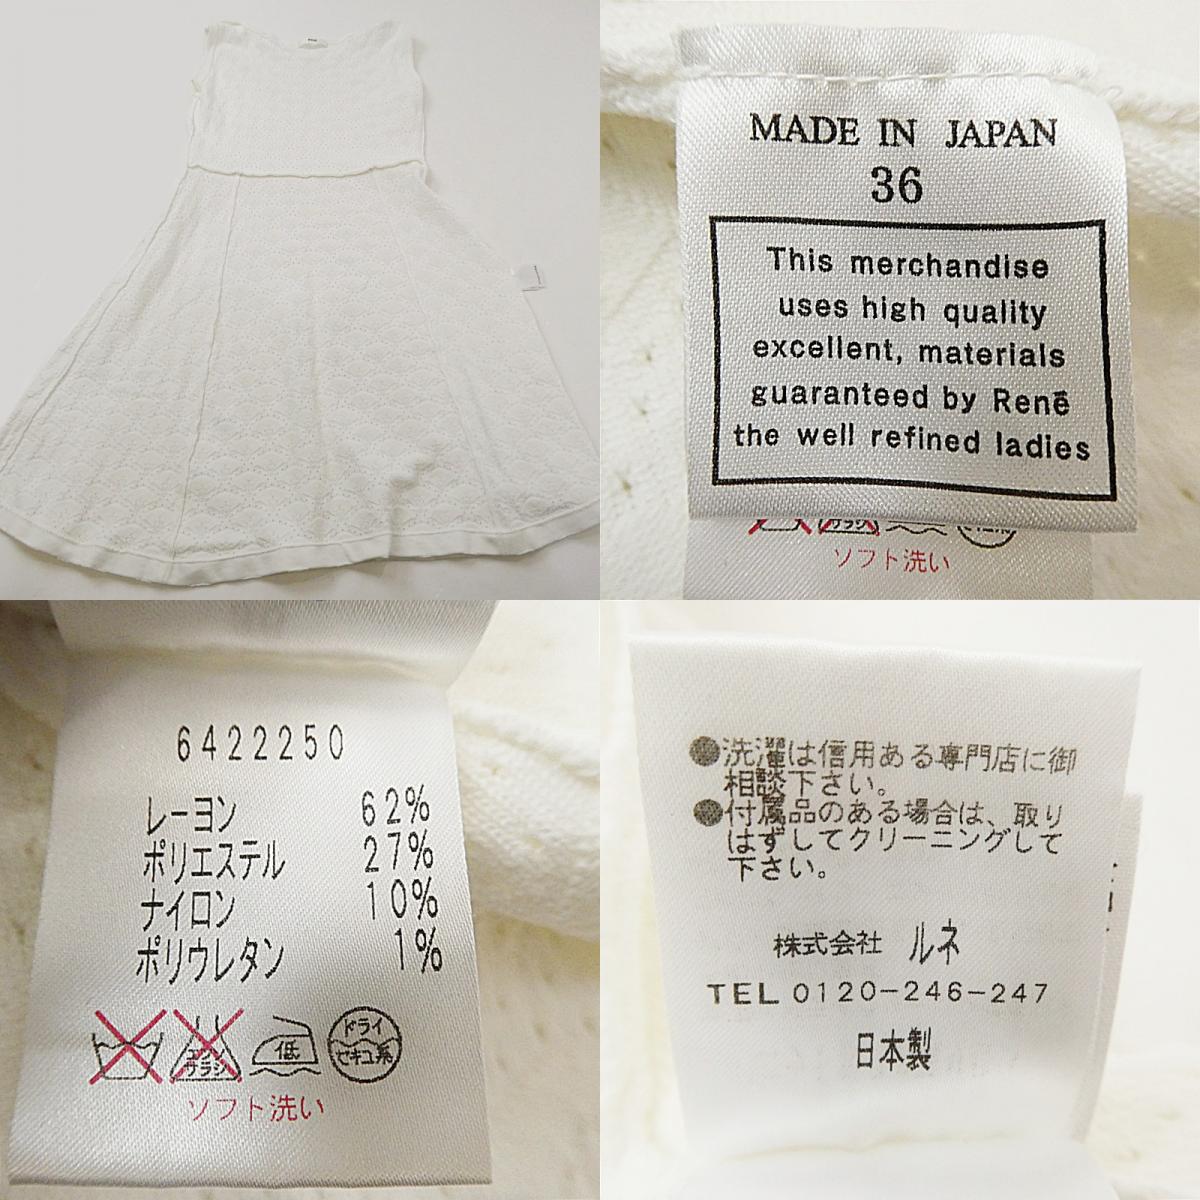 MADE IN JAPAN
36
This merchandise
uses high quality
excellent, materials
guaranteed by Renē
the well refined ladies
ソフト洗い
6422250
レーヨン 62%
ポリエステル 27%
ナイロン 10%
ポリウレタン 1%
エンソ
サラシ
低
ドライ
セキユ系
ソフト洗い
●洗濯は信用ある専門店に御
相談下さい。
●付属品のある場合は、取り
はずしてクリーニングして
下さい。
株式会社 ルネ
TEL 0120-246-247
日本製